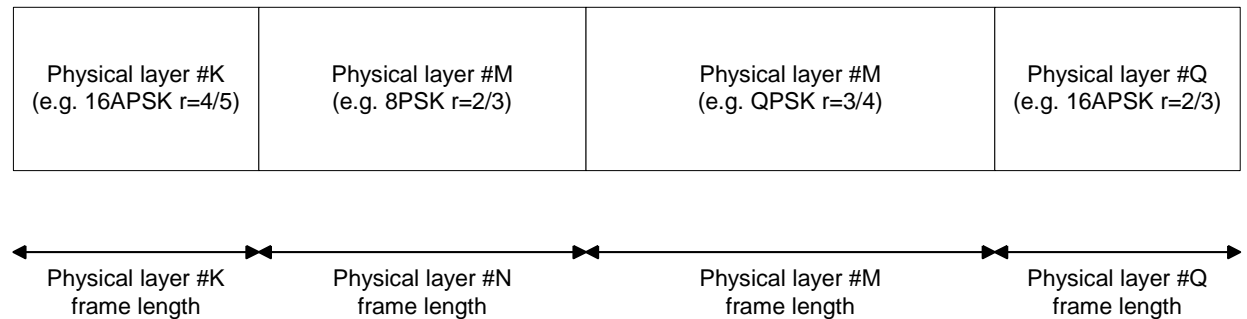 Physical layer #K
(e.g. 16APSK r=4/5)
Physical layer #M
(e.g. 8PSK r=2/3)
Physical layer #M
(e.g. QPSK r=3/4)
Physical layer #Q
(e.g. 16APSK r=2/3)
Physical layer #K
frame length
Physical layer #N
frame length
Physical layer #M
frame length
Physical layer #Q
frame length